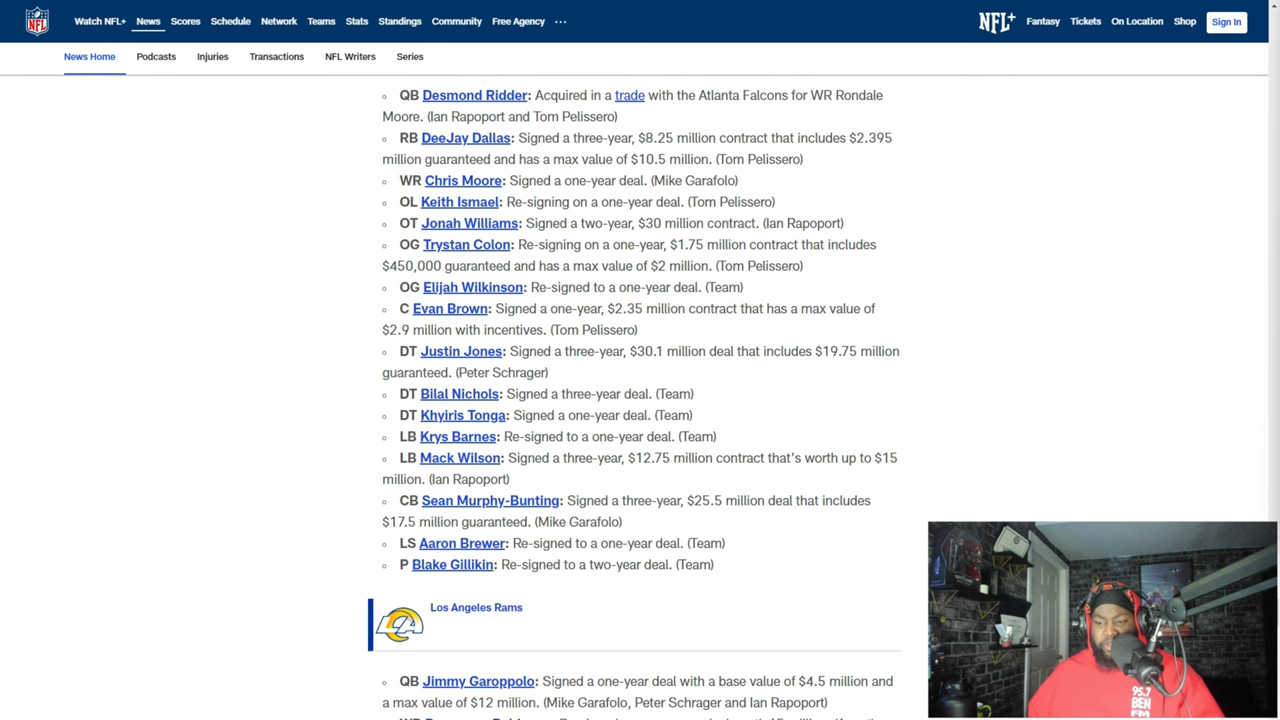 Watch NFL+ News Scores Schedule Network Teams Stats Standings Community Free Agency ... NFL+ Fantasy Tickets On Location Shop Sign In
NFL
News Home Podcasts Injuries Transactions NFL Writers Series
QB Desmond Ridder: Acquired in a trade with the Atlanta Falcons for WR Rondale
Moore. (Ian Rapoport and Tom Pelissero)
RB DeeJay Dallas: Signed a three-year, $8.25 million contract that includes $2.395
million guaranteed and has a max value of $10.5 million. (Tom Pelissero)
WR Chris Moore: Signed a one-year deal. (Mike Garafolo)
OL Keith Ismael: Re-signing on a one-year deal. (Tom Pelissero)
OT Jonah Williams: Signed a two-year, $30 million contract. (Ian Rapoport)
OG Trystan Colon: Re-signing on a one-year, $1.75 million contract that includes
$450,000 guaranteed and has a max value of $2 million. (Tom Pelissero)
OG Elijah Wilkinson: Re-signed to a one-year deal. (Team)
C Evan Brown: Signed a one-year, $2.35 million contract that has a max value of
$2.9 million with incentives. (Tom Pelissero)
DT Justin Jones: Signed a three-year, $30.1 million deal that includes $19.75 million
guaranteed. (Peter Schrager)
DT Bilal Nichols: Signed a three-year deal. (Team)
DT Khyiris Tonga: Signed a one-year deal. (Team)
LB Krys Barnes: Re-signed to a one-year deal. (Team)
LB Mack Wilson: Signed a three-year, $12.75 million contract that's worth up to $15
million. (Ian Rapoport)
CB Sean Murphy-Bunting: Signed a three-year, $25.5 million deal that includes
$17.5 million guaranteed. (Mike Garafolo)
LS Aaron Brewer: Re-signed to a one-year deal. (Team)
P Blake Gillikin: Re-signed to a two-year deal. (Team)
Los Angeles Rams
LA
QB Jimmy Garoppolo: Signed a one-year deal with a base value of $4.5 million and
a max value of $12 million. (Mike Garafolo, Peter Schrager and Ian Rapoport)
95.7
BEN
FM